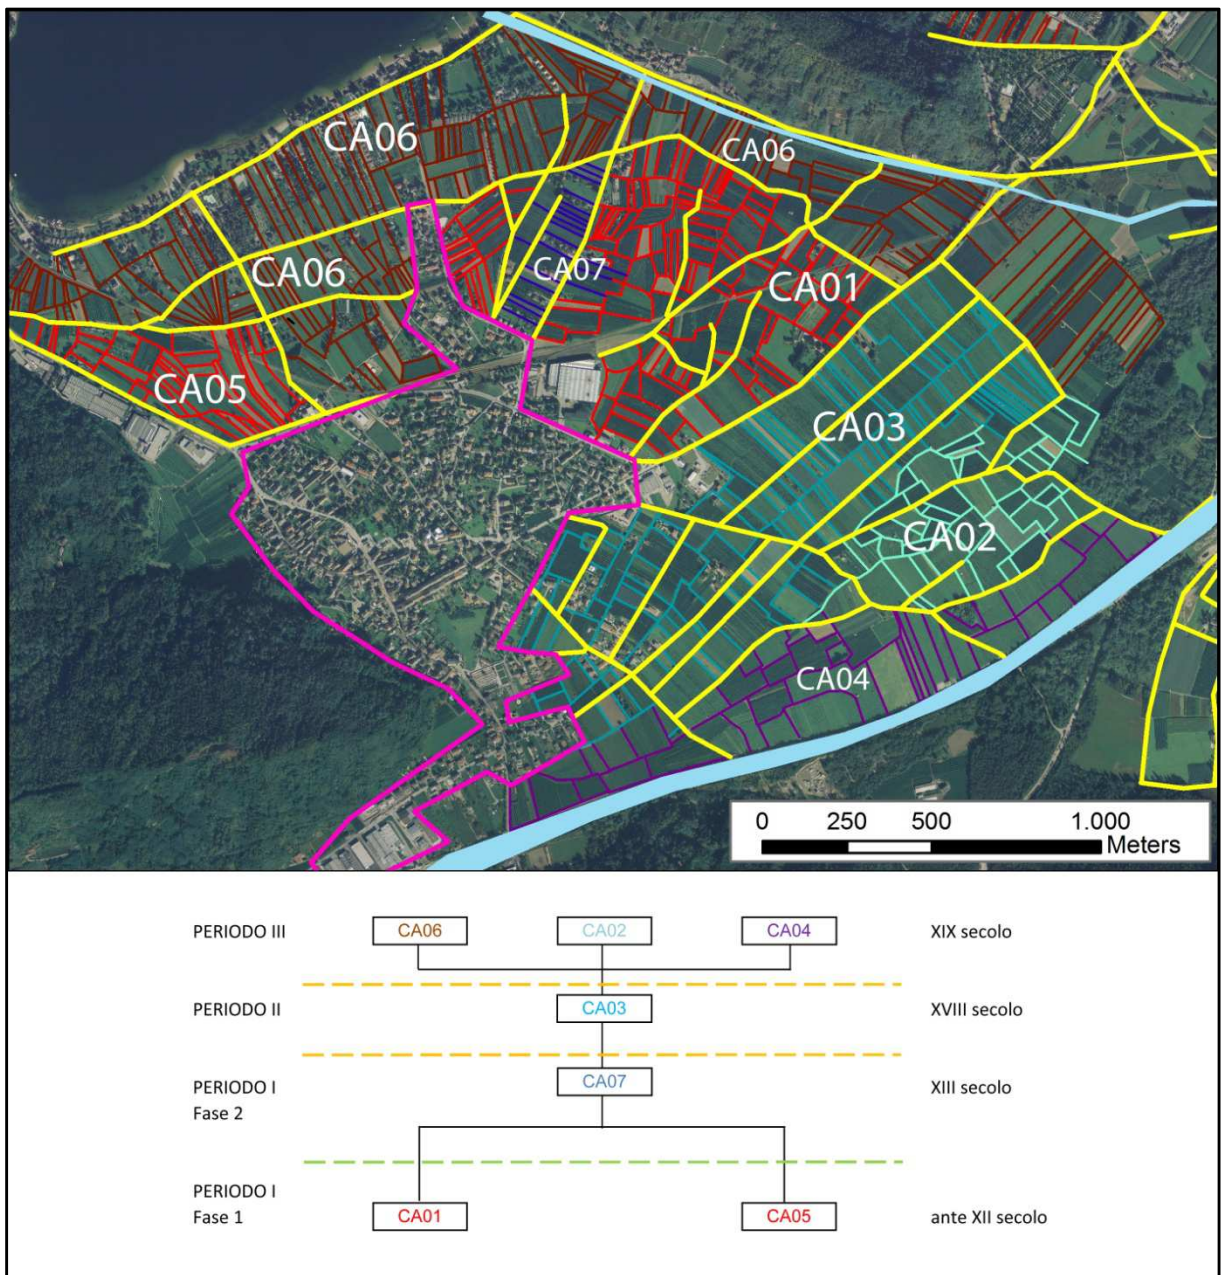 CA06
CA06
CA06
CA07
CA01
CA05
CA03
CA02
CA04
0 250 500 1.000
Meters
PERIODO III CA06 CA02 CA04 XIX secolo
PERIODO II CA03 XVIII secolo
PERIODO I CA07 XIII secolo
Fase 2
PERIODO I
Fase 1 CA01 CA05 ante XII secolo